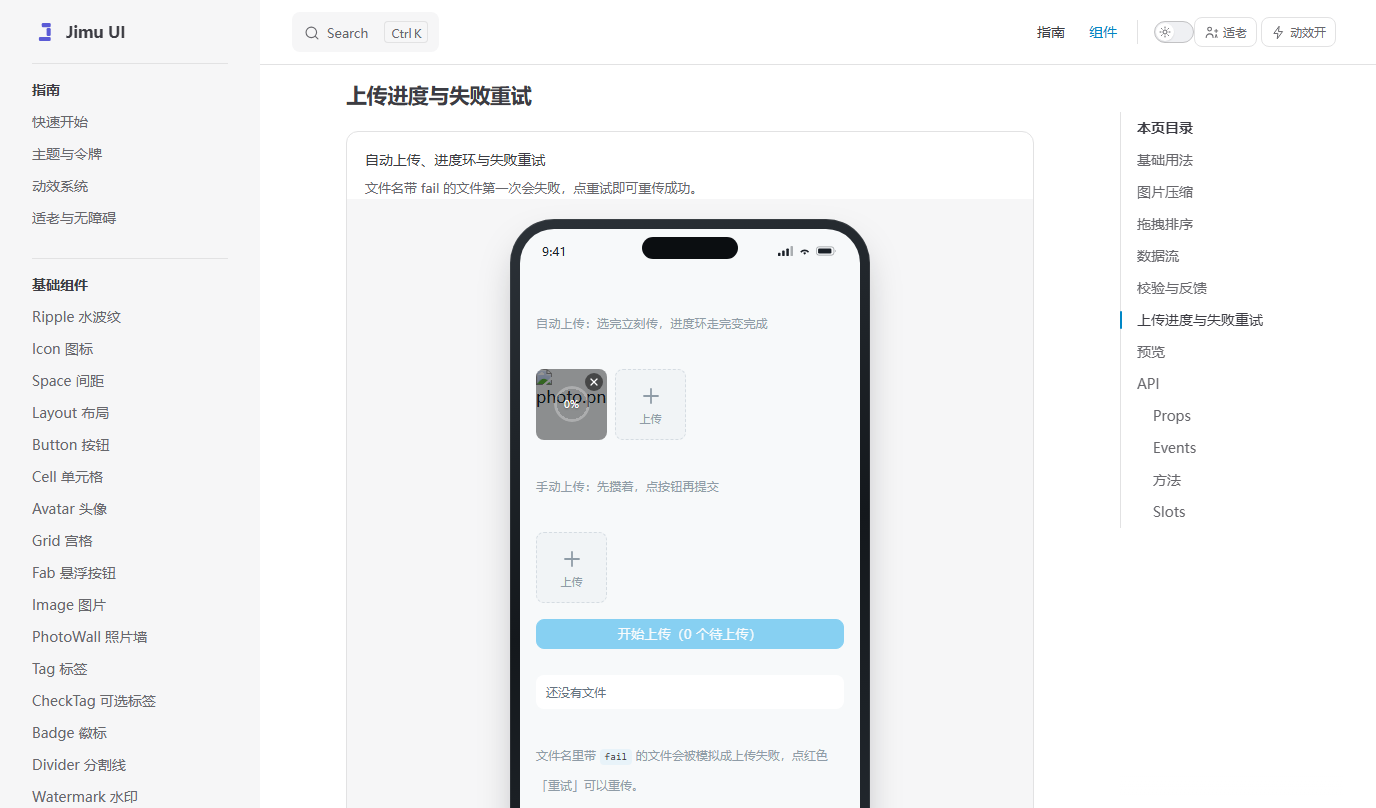 Jimu UI
Search
Ctrl K
指南
组件
适老
动效开
指南
快速开始
主题与令牌
动效系统
适老与无障碍
基础组件
Ripple 水波纹
Icon 图标
Space 间距
Layout 布局
Button 按钮
Cell 单元格
Avatar 头像
Grid 宫格
Fab 悬浮按钮
Image 图片
PhotoWall 照片墙
Tag 标签
CheckTag 可选标签
Badge 徽标
Divider 分割线
Watermark 水印
上传进度与失败重试
自动上传、进度环与失败重试
文件名带 fail 的文件第一次会失败，点重试即可重传成功。
9:41
自动上传：选完立刻传，进度环走完变完成
photo.pn
0%
上传
手动上传：先攒着，点按钮再提交
上传
开始上传（0 个待上传）
还没有文件
文件名里带 fail 的文件会被模拟成上传失败，点红色
「重试」可以重传。
本页目录
基础用法
图片压缩
拖拽排序
数据流
校验与反馈
上传进度与失败重试
预览
API
Props
Events
方法
Slots